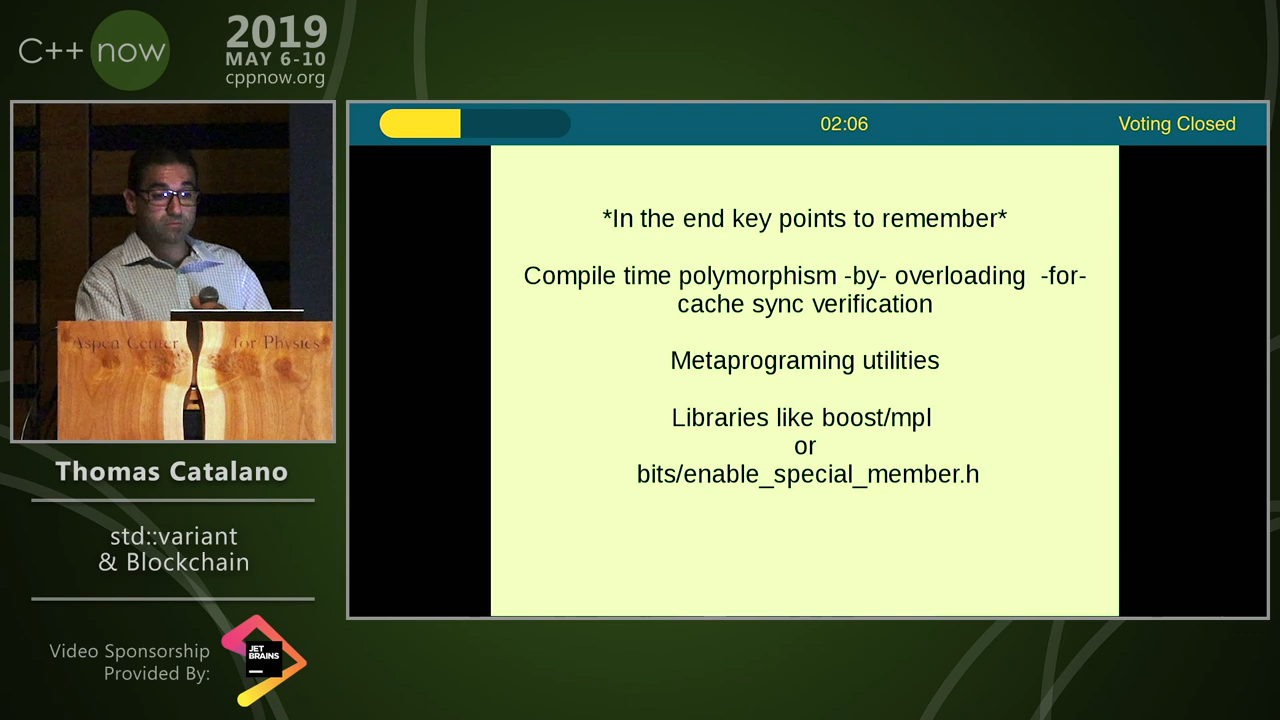 C++ now
2019
MAY 6-10
cppnow.org
02:06
Voting Closed
*In the end key points to remember*
Compile time polymorphism -by- overloading -for-
cache sync verification
Metaprograming utilities
Libraries like boost/mpl
or
bits/enable_special_member.h
Aspen Center for Physics
Thomas Catalano
std::variant
& Blockchain
Video Sponsorship
Provided By:
JET
BRAINS